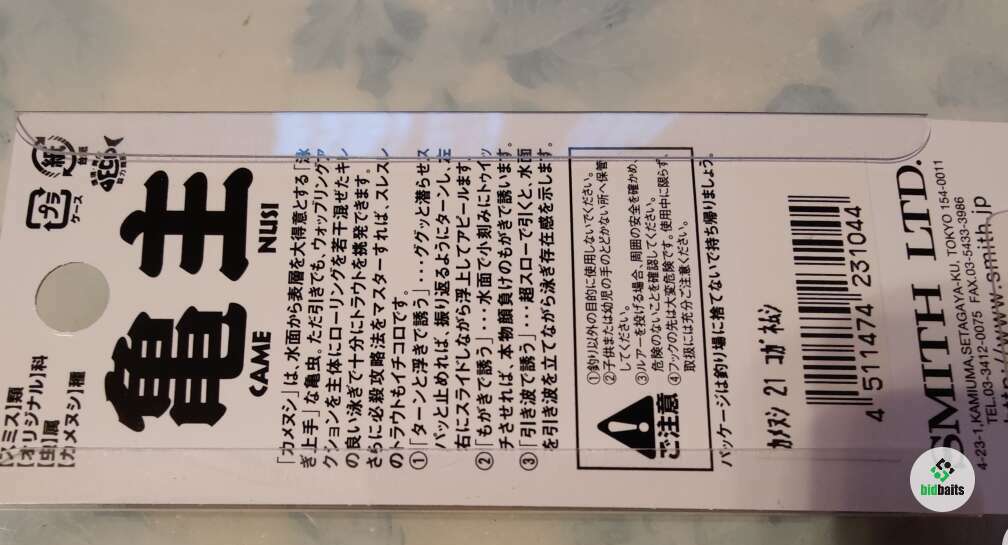 【スミス】類
【オリジナル】科
【虫】属
【カメヌシ】種
亀主
CAME NUSI
プラ
ケース
紙
台紙
「カメヌシ」は、水面から表層を大得意とする「泳
ぎ上手」な亀虫。ただ引きでも、ウォップリングア
クションを主体にローリングを若干混ぜたキレ
の良い泳ぎで十分にトラウトを挑発できます。
さらに必殺攻略法をマスターすれば、スレスレ
のトラウトもイチコロです。
①「ターンと浮きで誘う」・・・ググッと潜らせス
パッと止めれば、振り返るようにターンし、左
右にスライドしながら浮上してアピールします。
②「もがきで誘う」・・・水面で小刻みにトゥイッ
チさせれば、本物顔負けのもがきで誘います。
③「引き波で誘う」・・・超スローで引くと、水面
を引き波を立てながら泳ぎ存在感を示します。
ご注意
①釣り以外の目的に使用しないでください。
②子供または幼児の手のとどかない所へ保管
してください。
③ルアーを投げる場合、周囲の安全を確かめ、
危険のないことを確認してください。
④フックの先は大変危険です。使用中に限らず、
取扱には充分ご注意ください。
パッケージは釣り場に捨てないで持ち帰りましょう。
カメヌシ 21 コガネムシ
4 511474 231044
SMITH LTD.
4-23-1,KAMIUMA,SETAGAYA-KU, TOKYO 154-0011
TEL.03-3412-0075 FAX.03-5433-3986
smith.jp
bidbaits